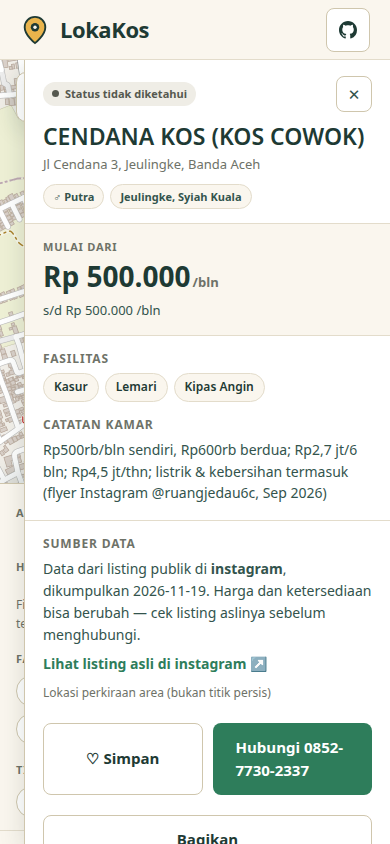 LokaKos
Status tidak diketahui
✕
CENDANA KOS (KOS COWOK)
Jl Cendana 3, Jeulingke, Banda Aceh
♂ Putra
Jeulingke, Syiah Kuala
MULAI DARI
Rp 500.000/bln
s/d Rp 500.000 /bln
FASILITAS
Kasur
Lemari
Kipas Angin
CATATAN KAMAR
Rp500rb/bln sendiri, Rp600rb berdua; Rp2,7 jt/6
bln; Rp4,5 jt/thn; listrik & kebersihan termasuk
(flyer Instagram @ruangjedau6c, Sep 2026)
SUMBER DATA
Data dari listing publik di instagram,
dikumpulkan 2026-11-19. Harga dan ketersediaan
bisa berubah — cek listing aslinya sebelum
menghubungi.
Lihat listing asli di instagram ↗
Lokasi perkiraan area (bukan titik persis)
♡ Simpan
Hubungi 0852-
7730-2337
Bagikan